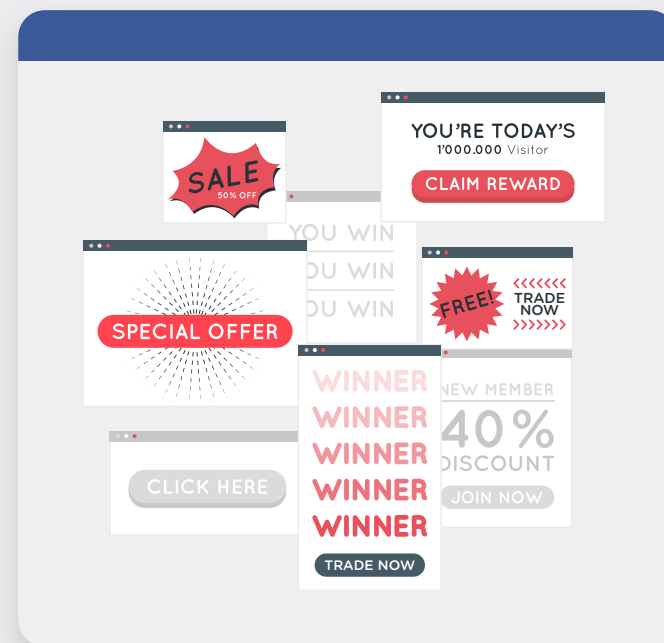 YOU'RE TODAY'S
1'000.000 Visitor
CLAIM REWARD
SALE
50% OFF
YOU WIN
OU WIN
OU WIN
SPECIAL OFFER
FREE!
TRADE
NOW
WINNER
WINNER
WINNER
WINNER
WINNER
TRADE NOW
NEW MEMBER
40%
DISCOUNT
JOIN NOW
CLICK HERE